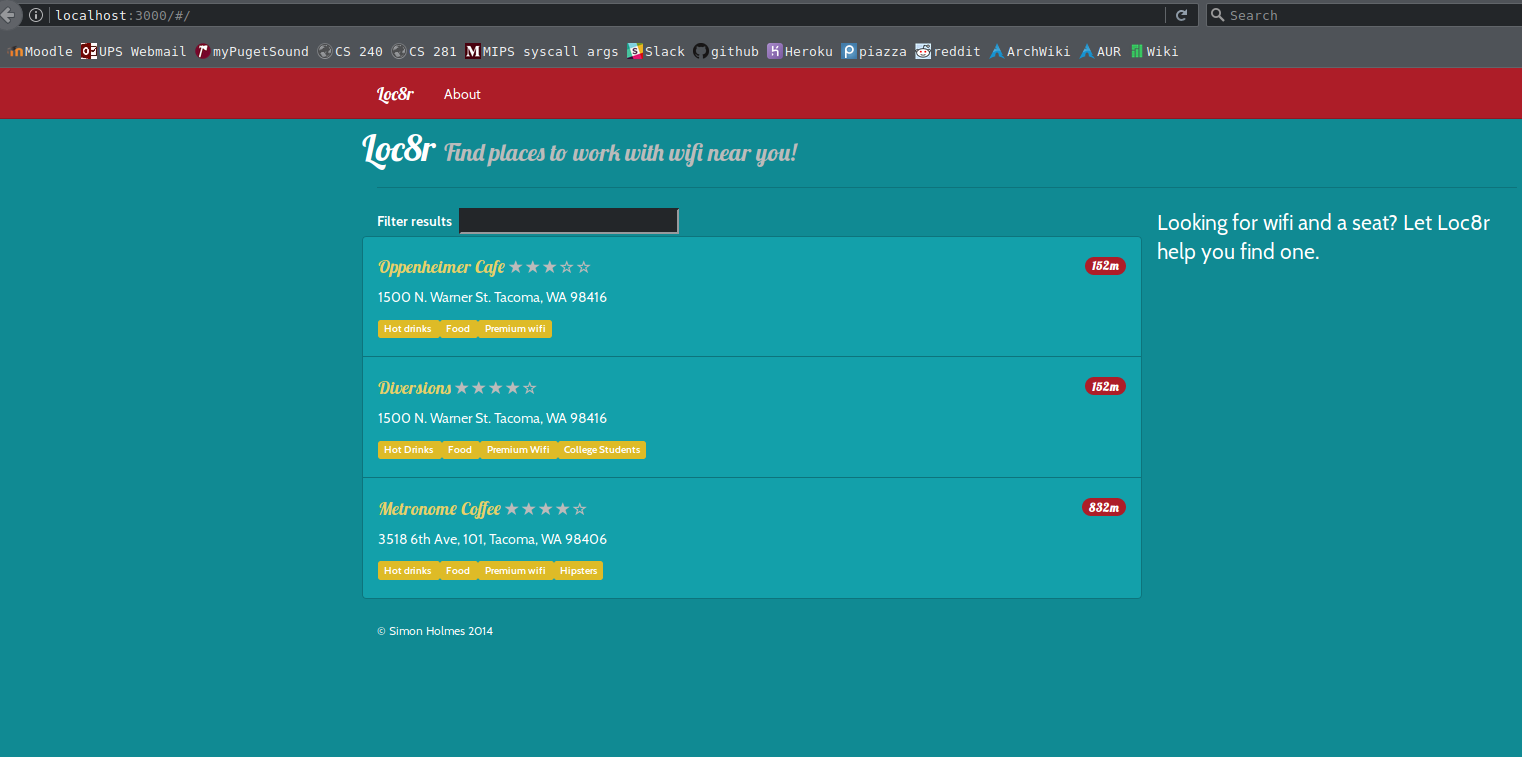 localhost:3000/#/ Search
Moodle UPS Webmail myPugetSound CS 240 CS 281 MIPS syscall args Slack github Heroku piazza reddit ArchWiki AUR Wiki
Loc8r About
Loc8r Find places to work with wifi near you!
Filter results
Oppenheimer Cafe ★★★☆☆ 152m
1500 N. Warner St. Tacoma, WA 98416
Hot drinks Food Premium wifi
Diversions ★★★★☆ 152m
1500 N. Warner St. Tacoma, WA 98416
Hot Drinks Food Premium Wifi College Students
Metronome Coffee ★★★★☆ 832m
3518 6th Ave, 101, Tacoma, WA 98406
Hot drinks Food Premium wifi Hipsters
Looking for wifi and a seat? Let Loc8r
help you find one.
© Simon Holmes 2014